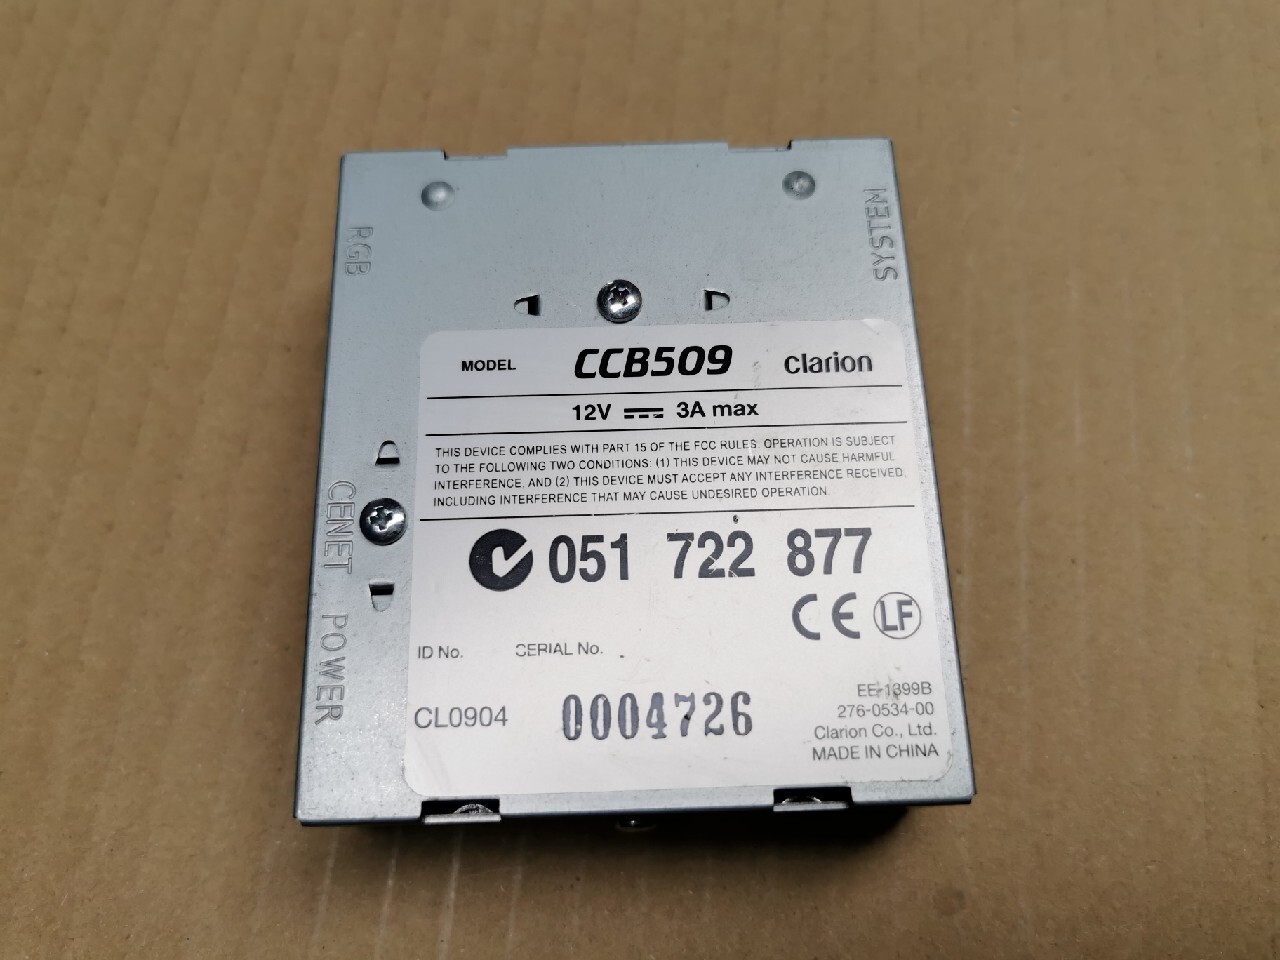 RGB
SYSTEM
MODEL CCB509 clarion
12V 3A max
THIS DEVICE COMPLIES WITH PART 15 OF THE FCC RULES. OPERATION IS SUBJECT
TO THE FOLLOWING TWO CONDITIONS: (1) THIS DEVICE MAY NOT CAUSE HARMFUL
INTERFERENCE, AND (2) THIS DEVICE MUST ACCEPT ANY INTERFERENCE RECEIVED,
INCLUDING INTERFERENCE THAT MAY CAUSE UNDESIRED OPERATION.
CENET
POWER
051 722 877
CE LF
ID No. SERIAL No.
CL0904 0004726
EE-1399B
276-0534-00
Clarion Co., Ltd.
MADE IN CHINA